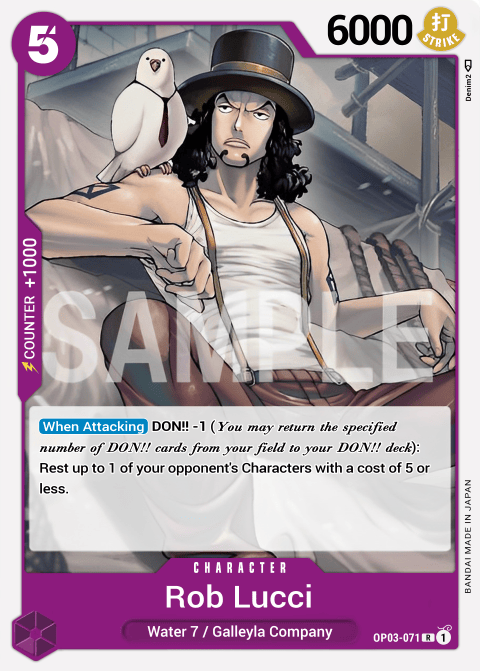 5
6000
打
STRIKE
Denim2
COUNTER +1000
SAMPLE
When Attacking DON!! -1 (You may return the specified
number of DON!! cards from your field to your DON!! deck):
Rest up to 1 of your opponent's Characters with a cost of 5 or
less.
BANDAI MADE IN JAPAN
CHARACTER
Rob Lucci
Water 7 / Galleyla Company
OP03-071 R 1